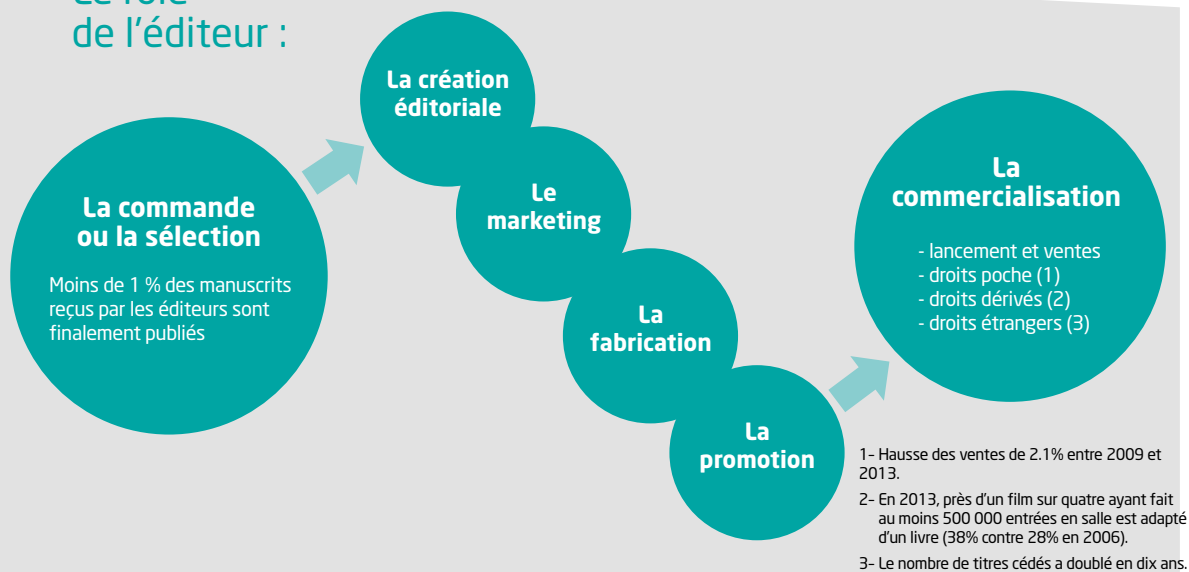 de l'éditeur :
La commande
ou la sélection
Moins de 1 % des manuscrits
reçus par les éditeurs sont
finalement publiés
La création
éditoriale
Le
marketing
La
fabrication
La
promotion
La
commercialisation
- lancement et ventes
- droits poche (1)
- droits dérivés (2)
- droits étrangers (3)
1- Hausse des ventes de 2.1% entre 2009 et
2013.
2- En 2013, près d'un film sur quatre ayant fait
au moins 500 000 entrées en salle est adapté
d'un livre (38% contre 28% en 2006).
3- Le nombre de titres cédés a doublé en dix ans.